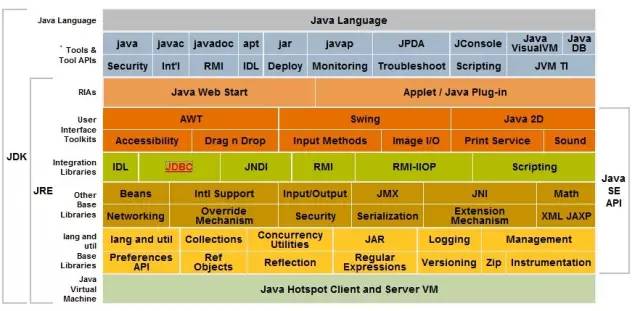 Java Language Java Language
* Tools & Tool APIs
java javac javadoc apt jar javap JPDA JConsole Java VisualVM Java DB
Security Int'l RMI IDL Deploy Monitoring Troubleshoot Scripting JVM TI
RIAs Java Web Start Applet / Java Plug-in
User Interface Toolkits
AWT Swing Java 2D
Accessibility Drag n Drop Input Methods Image I/O Print Service Sound
Integration Libraries
IDL JDBC JNDI RMI RMI-IIOP Scripting
JDK
JRE
Java SE API
Other Base Libraries
Beans Intl Support Input/Output JMX JNI Math
Networking Override Mechanism Security Serialization Extension Mechanism XML JAXP
lang and util Base Libraries
lang and util Collections Concurrency Utilities JAR Logging Management
Preferences API Ref Objects Reflection Regular Expressions Versioning Zip Instrumentation
Java Virtual Machine
Java Hotspot Client and Server VM